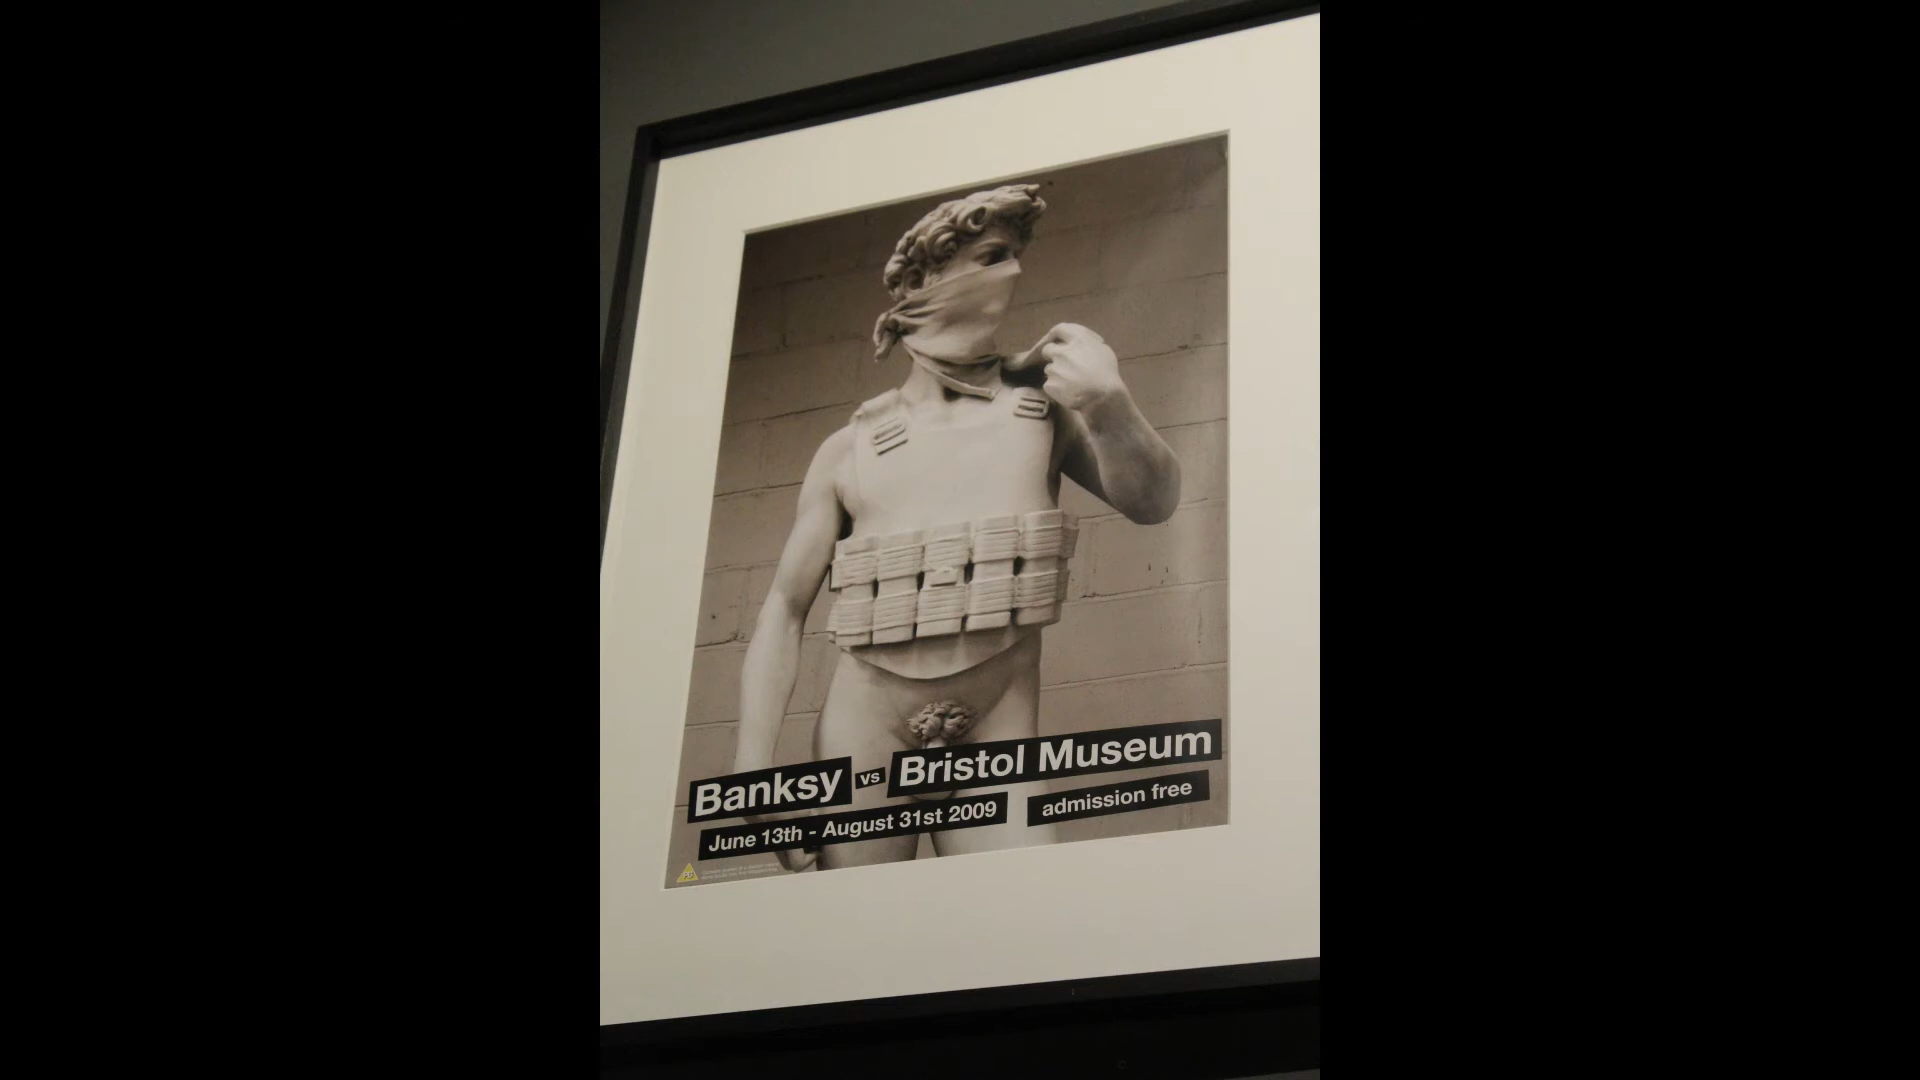 Banksy vs Bristol Museum
June 13th - August 31st 2009 admission free